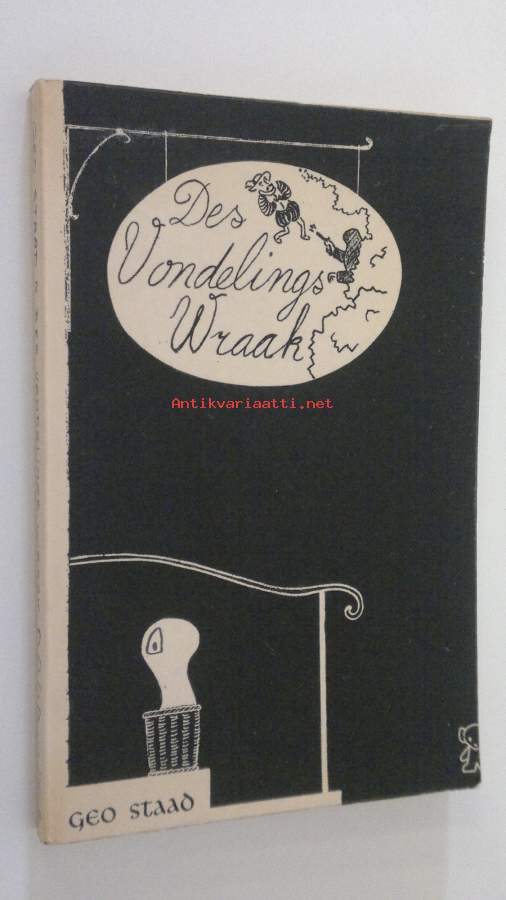 Des
Vondelings
Wraak
Antikvariaatti.net
GEO STAAD